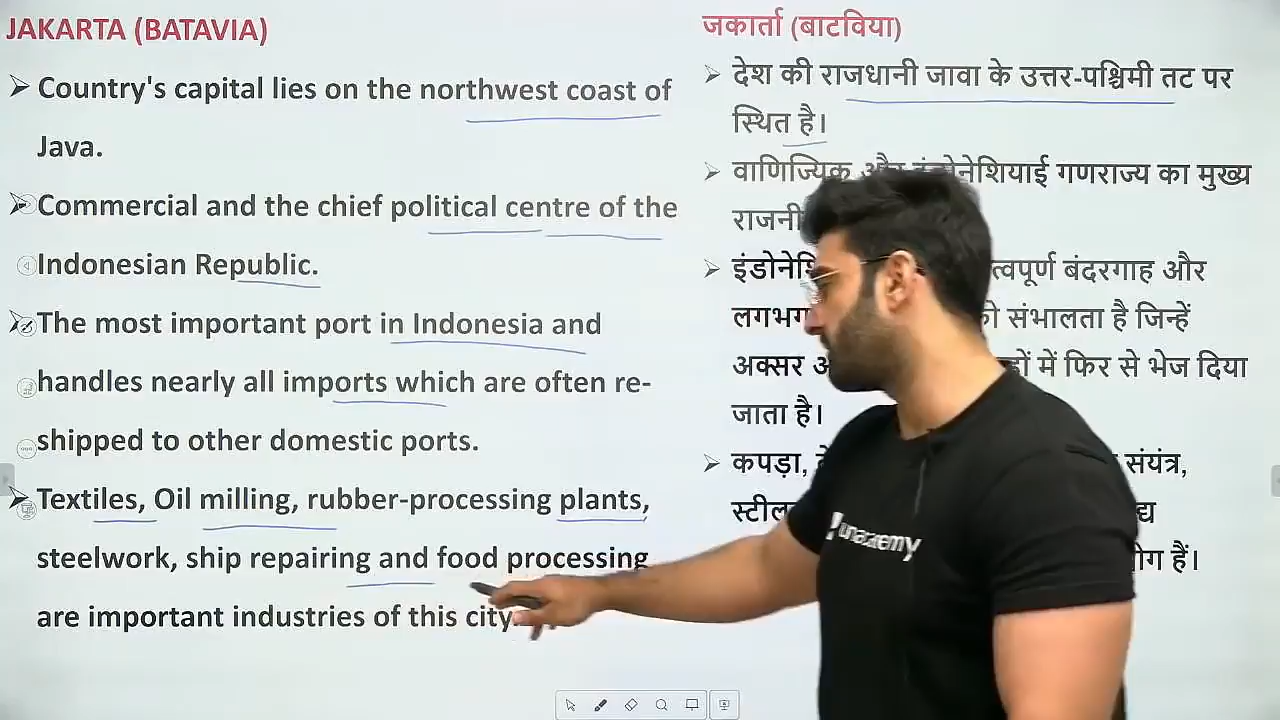 JAKARTA (BATAVIA)
Country's capital lies on the northwest coast of
Java.
Commercial and the chief political centre of the
Indonesian Republic.
The most important port in Indonesia and
handles nearly all imports which are often re-
shipped to other domestic ports.
Textiles, Oil milling, rubber-processing plants,
steelwork, ship repairing and food processing
are important industries of this city.
जकार्ता (बाटविया)
देश की राजधानी जावा के उत्तर-पश्चिमी तट पर
स्थित है।
वाणिज्यिक और इंडोनेशियाई गणराज्य का मुख्य
संभालता है जिन्हें
अक्सर में फिर से भेज दिया
जाता है।
कपड़ा, संयंत्र,
हैं।
unacademy